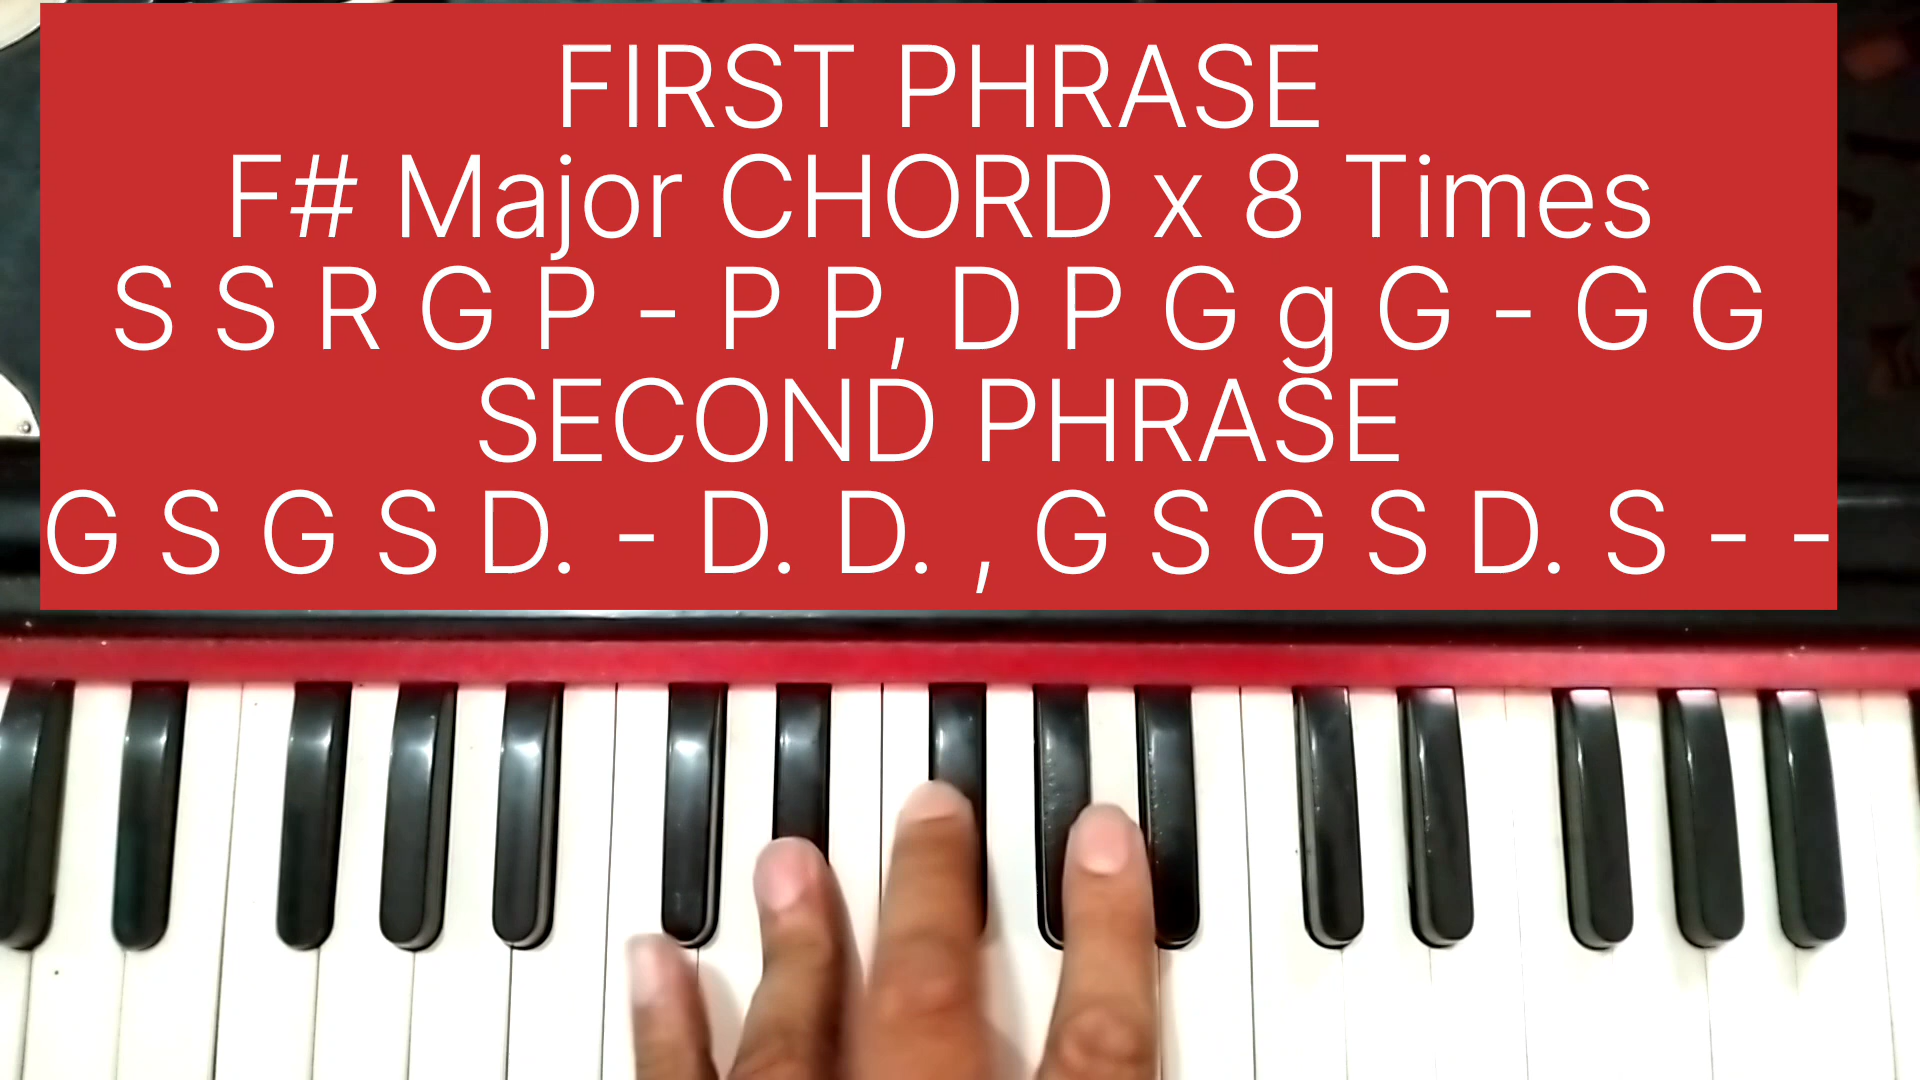 FIRST PHRASE
F# Major CHORD x 8 Times
S S R G P - P P, D P G g G - G G
SECOND PHRASE
G S G S D. - D. D. , G S G S D. S - -